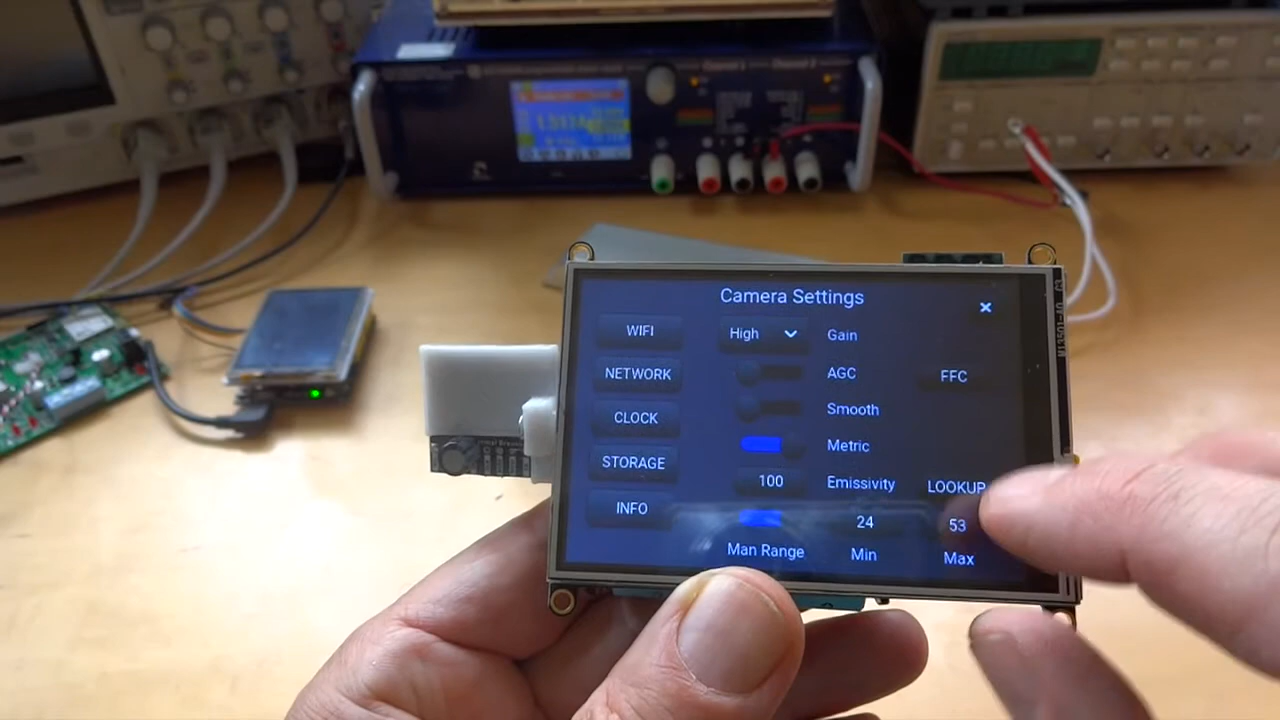 Camera Settings
×
WIFI
High
Gain
NETWORK
AGC
FFC
CLOCK
Smooth
Metric
STORAGE
100
Emissivity
LOOKUP
INFO
24
53
Man Range
Min
Max